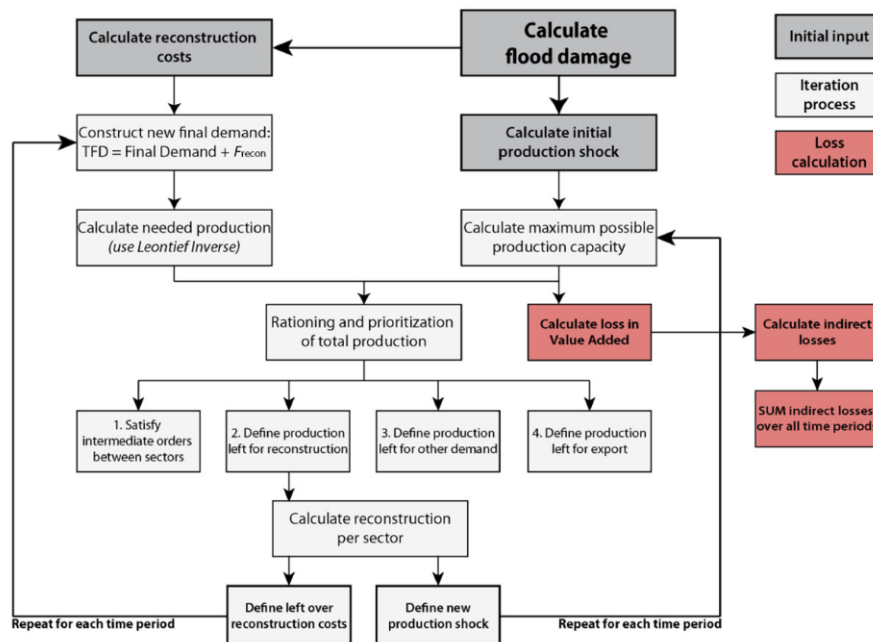 Calculate reconstruction
costs
Calculate
flood damage
Initial input
Construct new final demand:
TFD = Final Demand + Frecon
Calculate initial
production shock
Iteration
process
Loss
calculation
Calculate needed production
(use Leontief Inverse)
Calculate maximum possible
production capacity
Rationing and prioritization
of total production
Calculate loss in
Value Added
Calculate indirect
losses
SUM indirect losses
over all time periods
1. Satisfy
intermediate orders
between sectors
2. Define production
left for reconstruction
3. Define production
left for other demand
4. Define production
left for export
Calculate reconstruction
per sector
Repeat for each time period
Define left over
reconstruction costs
Define new
production shock
Repeat for each time period